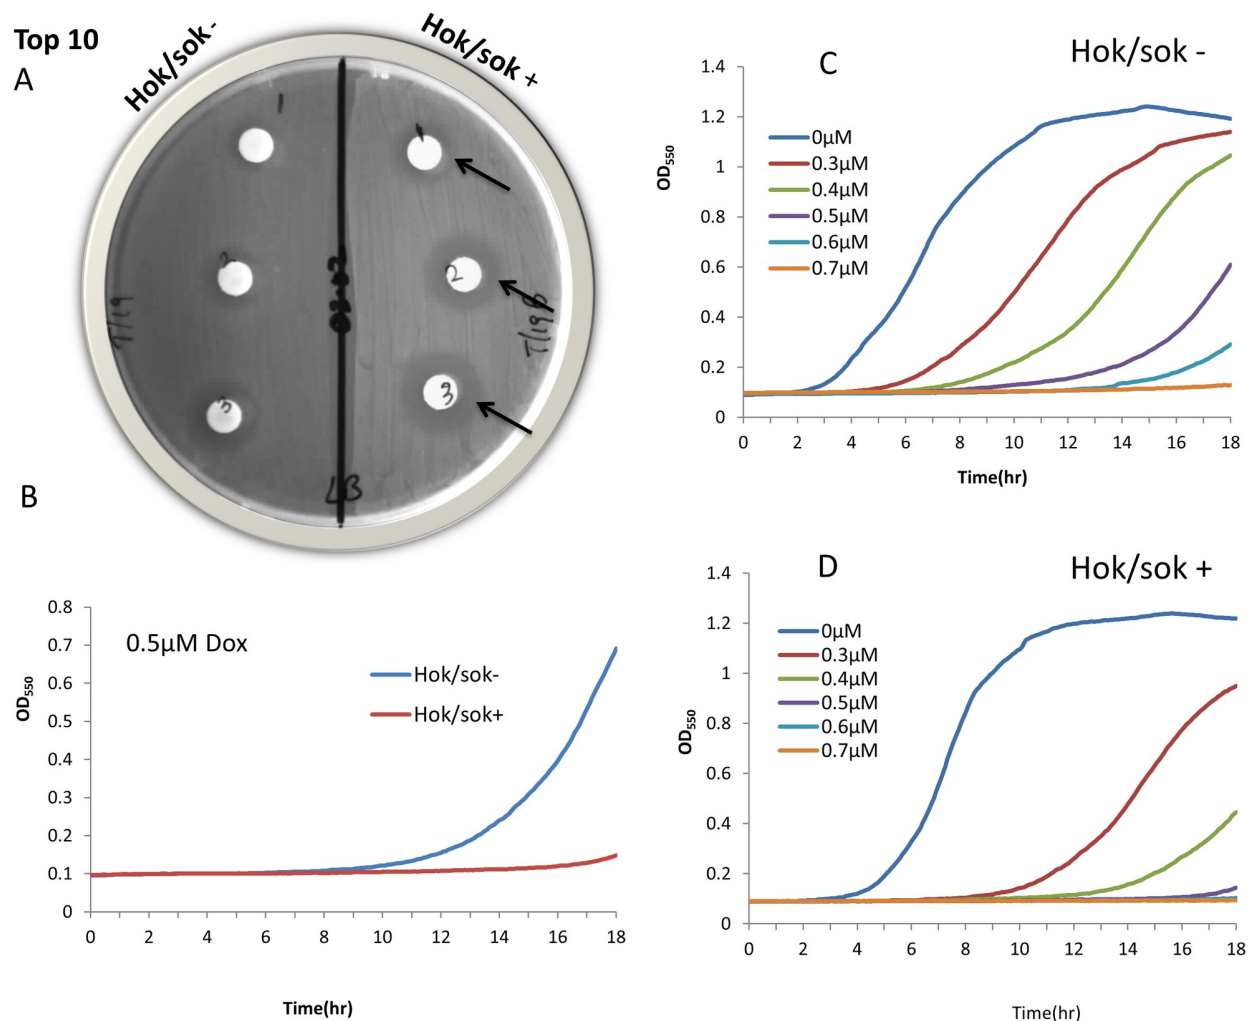 Top 10
A
Hok/sok -
Hok/sok +
1
1
2
2
3
3
T/19
LB
B
0.5µM Dox
Hok/sok-
Hok/sok+
OD550
0.8
0.7
0.6
0.5
0.4
0.3
0.2
0.1
0
0 2 4 6 8 10 12 14 16 18
Time(hr)
C
Hok/sok -
0µM
0.3µM
0.4µM
0.5µM
0.6µM
0.7µM
OD550
1.4
1.2
1
0.8
0.6
0.4
0.2
0
0 2 4 6 8 10 12 14 16 18
Time(hr)
D
Hok/sok +
0µM
0.3µM
0.4µM
0.5µM
0.6µM
0.7µM
OD550
1.4
1.2
1
0.8
0.6
0.4
0.2
0
0 2 4 6 8 10 12 14 16 18
Time(hr)